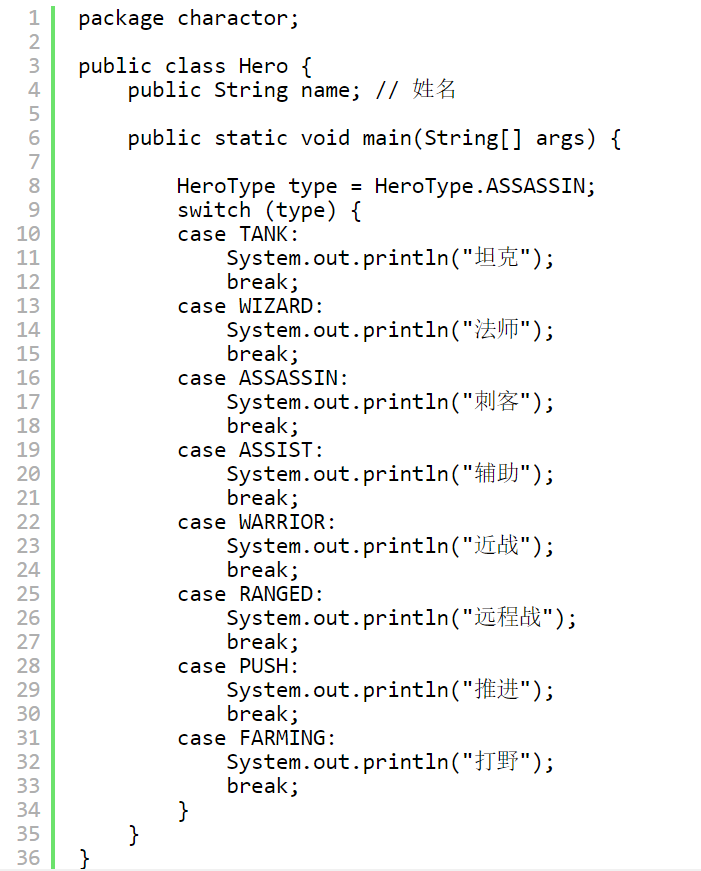 1 package charactor;
2
3 public class Hero {
4     public String name; // 姓名
5
6     public static void main(String[] args) {
7
8         HeroType type = HeroType.ASSASSIN;
9         switch (type) {
10         case TANK:
11             System.out.println("坦克");
12             break;
13         case WIZARD:
14             System.out.println("法师");
15             break;
16         case ASSASSIN:
17             System.out.println("刺客");
18             break;
19         case ASSIST:
20             System.out.println("辅助");
21             break;
22         case WARRIOR:
23             System.out.println("近战");
24             break;
25         case RANGED:
26             System.out.println("远程战");
27             break;
28         case PUSH:
29             System.out.println("推进");
30             break;
31         case FARMING:
32             System.out.println("打野");
33             break;
34         }
35     }
36 }